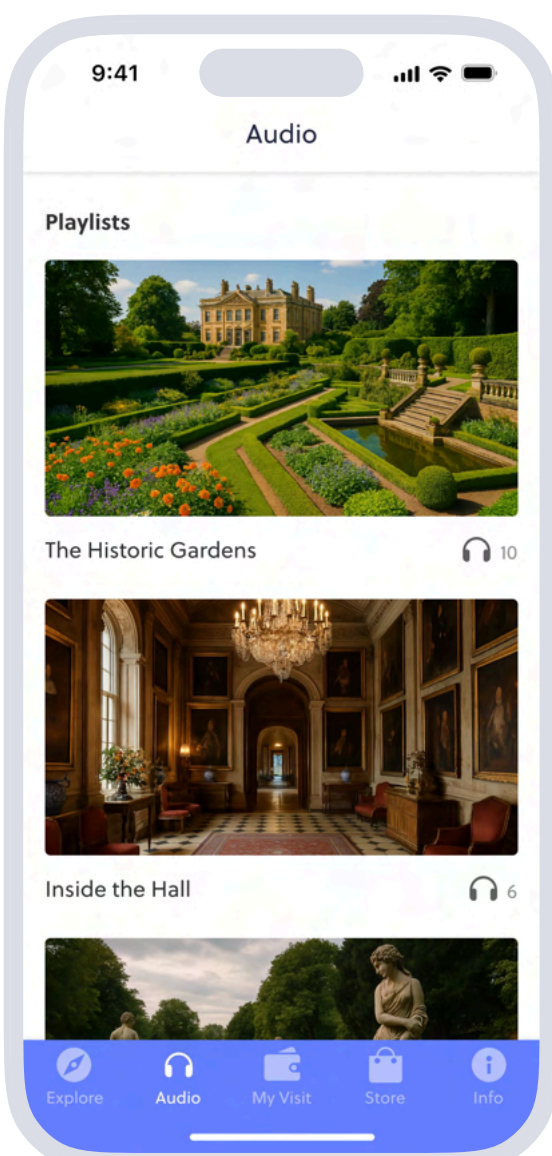 9:41
Audio
Playlists
The Historic Gardens 10
Inside the Hall 6
Explore Audio My Visit Store Info